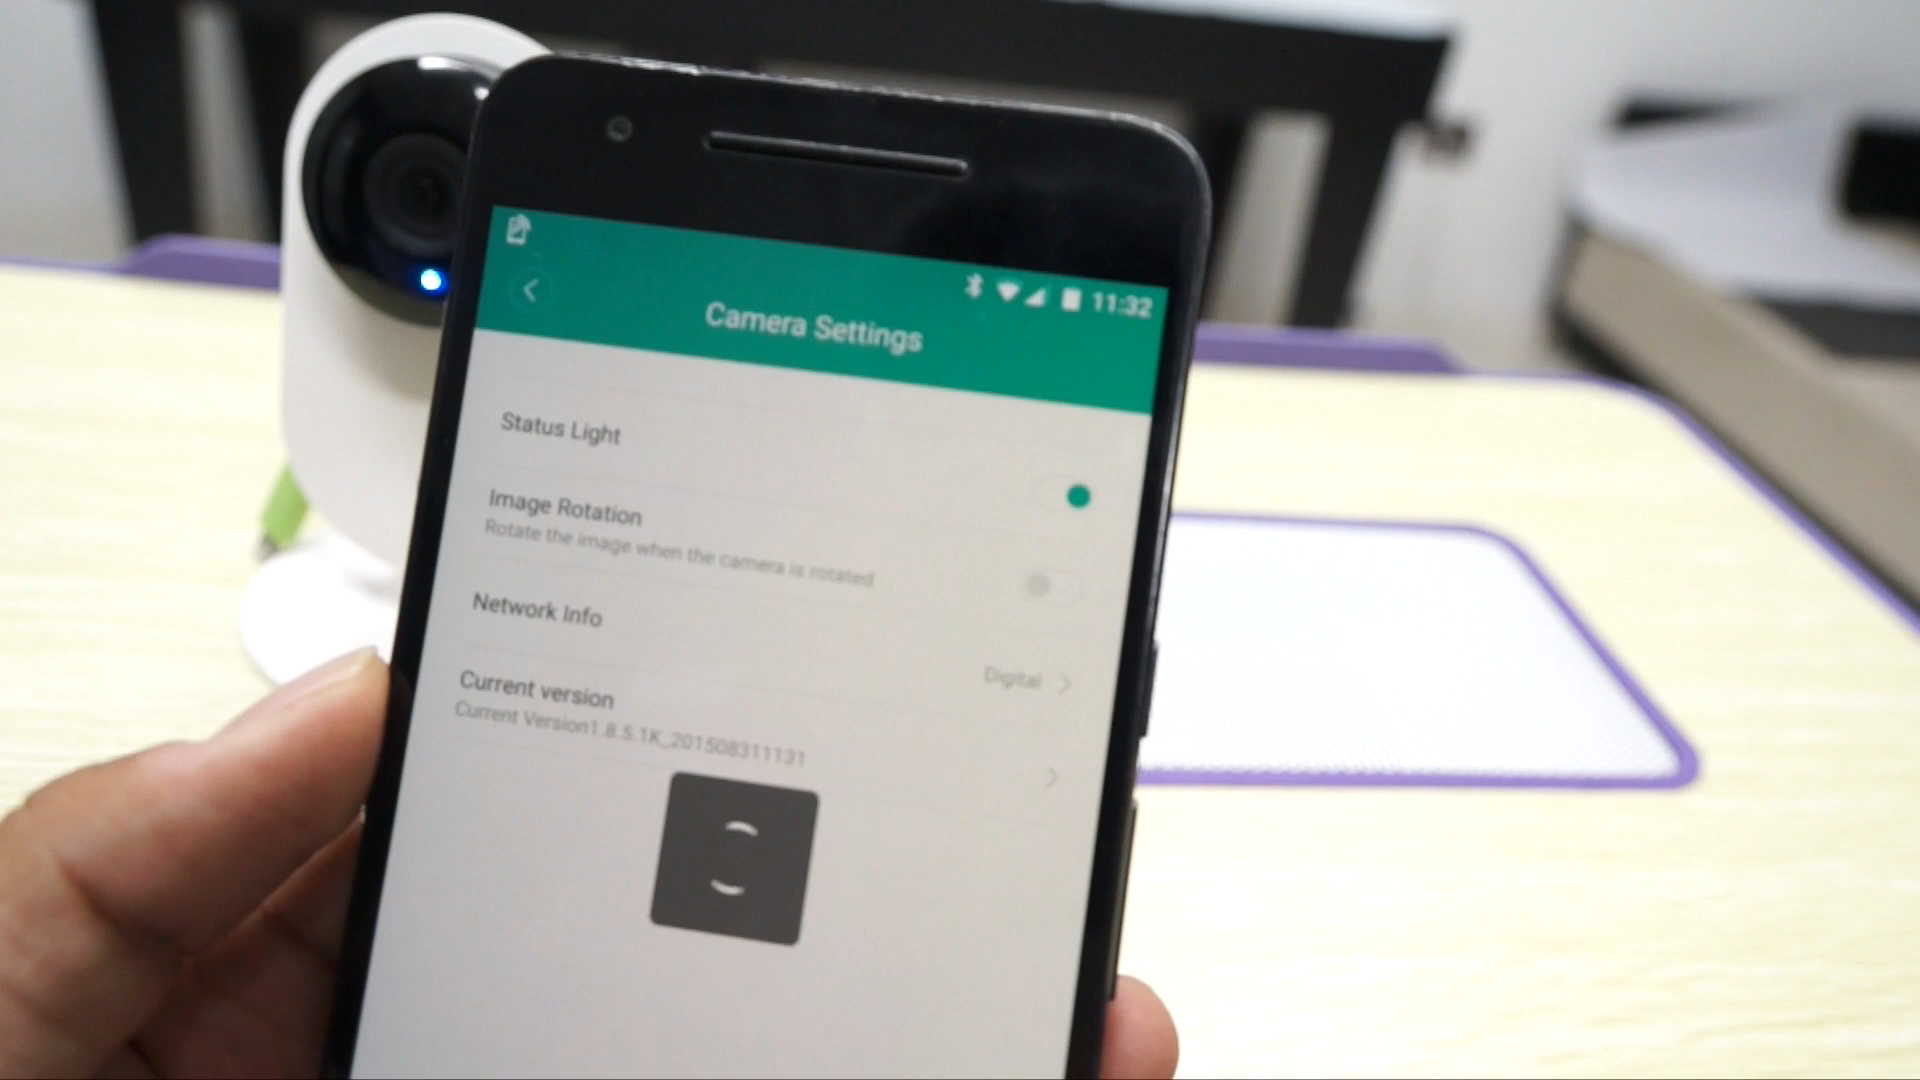 11:32
Camera Settings
Status Light
Image Rotation
Rotate the image when the camera is rotated
Network Info
Digital
Current version
Current Version1.8.5.1K_201508311131